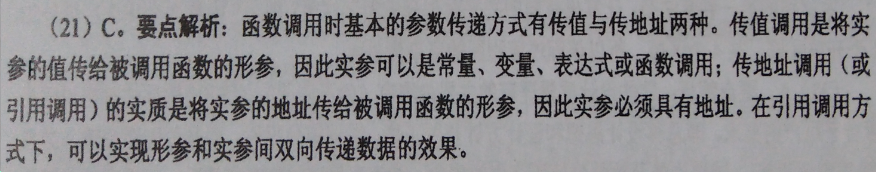 （21）C。要点解析：函数调用时基本的参数传递方式有传值与传地址两种。传值调用是将实
参的值传给被调用函数的形参，因此实参可以是常量、变量、表达式或函数调用；传地址调用（或
引用调用）的实质是将实参的地址传给被调用函数的形参，因此实参必须具有地址。在引用调用方
式下，可以实现形参和实参间双向传递数据的效果。